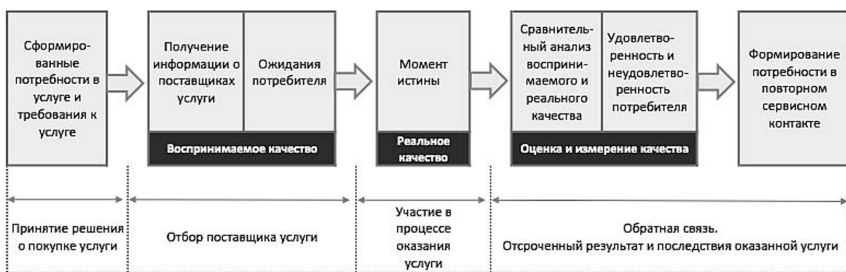 Сформиро-
ванные
потребности в
услуге и
требования к
услуге
Получение
информации о
поставщиках
услуги
Ожидания
потребителя
Воспринимаемое качество
Момент
истины
Реальное
качество
Сравнитель-
ный анализ
восприни-
маемого и
реального
качества
Удовлетво-
ренность и
неудовлетво-
ренность
потребителя
Оценка и измерение качества
Формирование
потребности в
повторном
сервисном
контакте
Принятие решения
о покупке услуги
Отбор поставщика услуги
Участие в
процессе
оказания
услуги
Обратная связь.
Отсроченный результат и последствия оказанной услуги